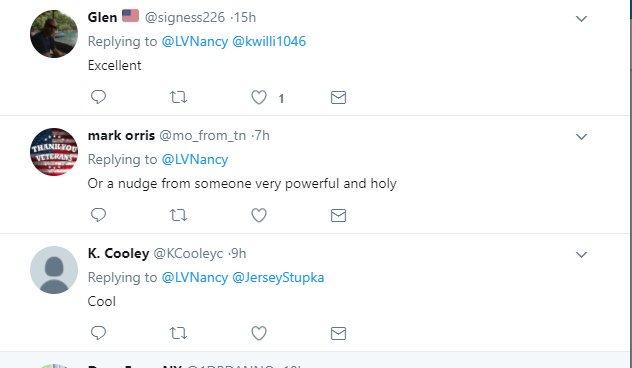 Glen @signess226 ·15h
Replying to @LVNancy @kwilli1046
Excellent
1
mark orris @mo_from_tn ·7h
THANK YOU
VETERANS
Replying to @LVNancy
Or a nudge from someone very powerful and holy
K. Cooley @KCooleyc ·9h
Replying to @LVNancy @JerseyStupka
Cool